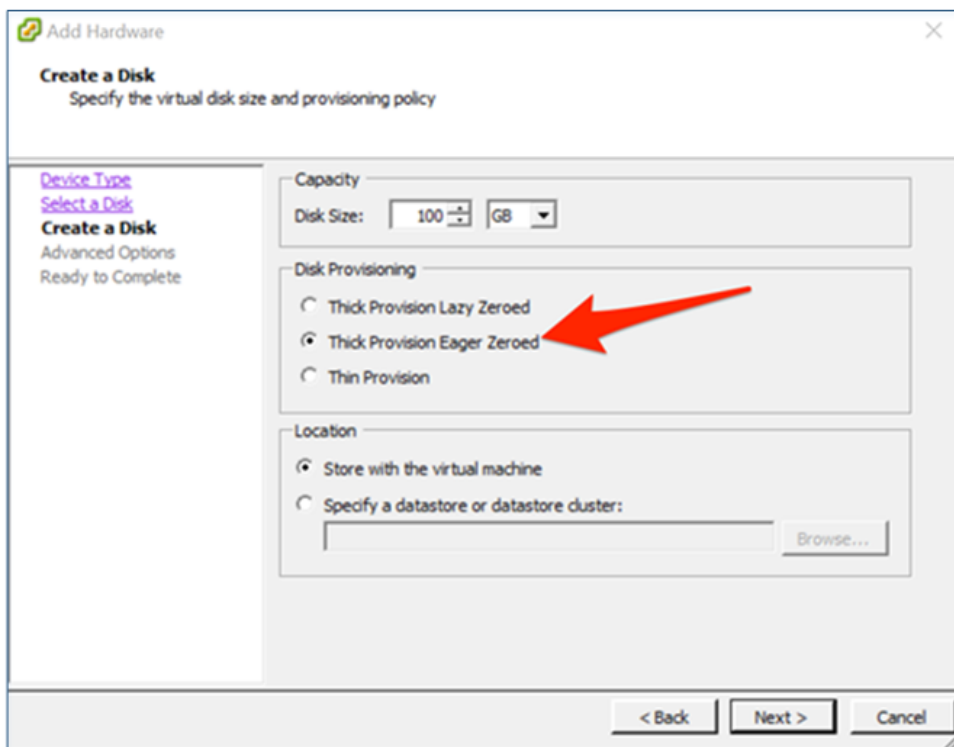 Add Hardware
Create a Disk
Specify the virtual disk size and provisioning policy
Device Type
Select a Disk
Create a Disk
Advanced Options
Ready to Complete
Capacity
Disk Size: 100 GB
Disk Provisioning
Thick Provision Lazy Zeroed
Thick Provision Eager Zeroed
Thin Provision
Location
Store with the virtual machine
Specify a datastore or datastore cluster:
Browse...
< Back Next > Cancel